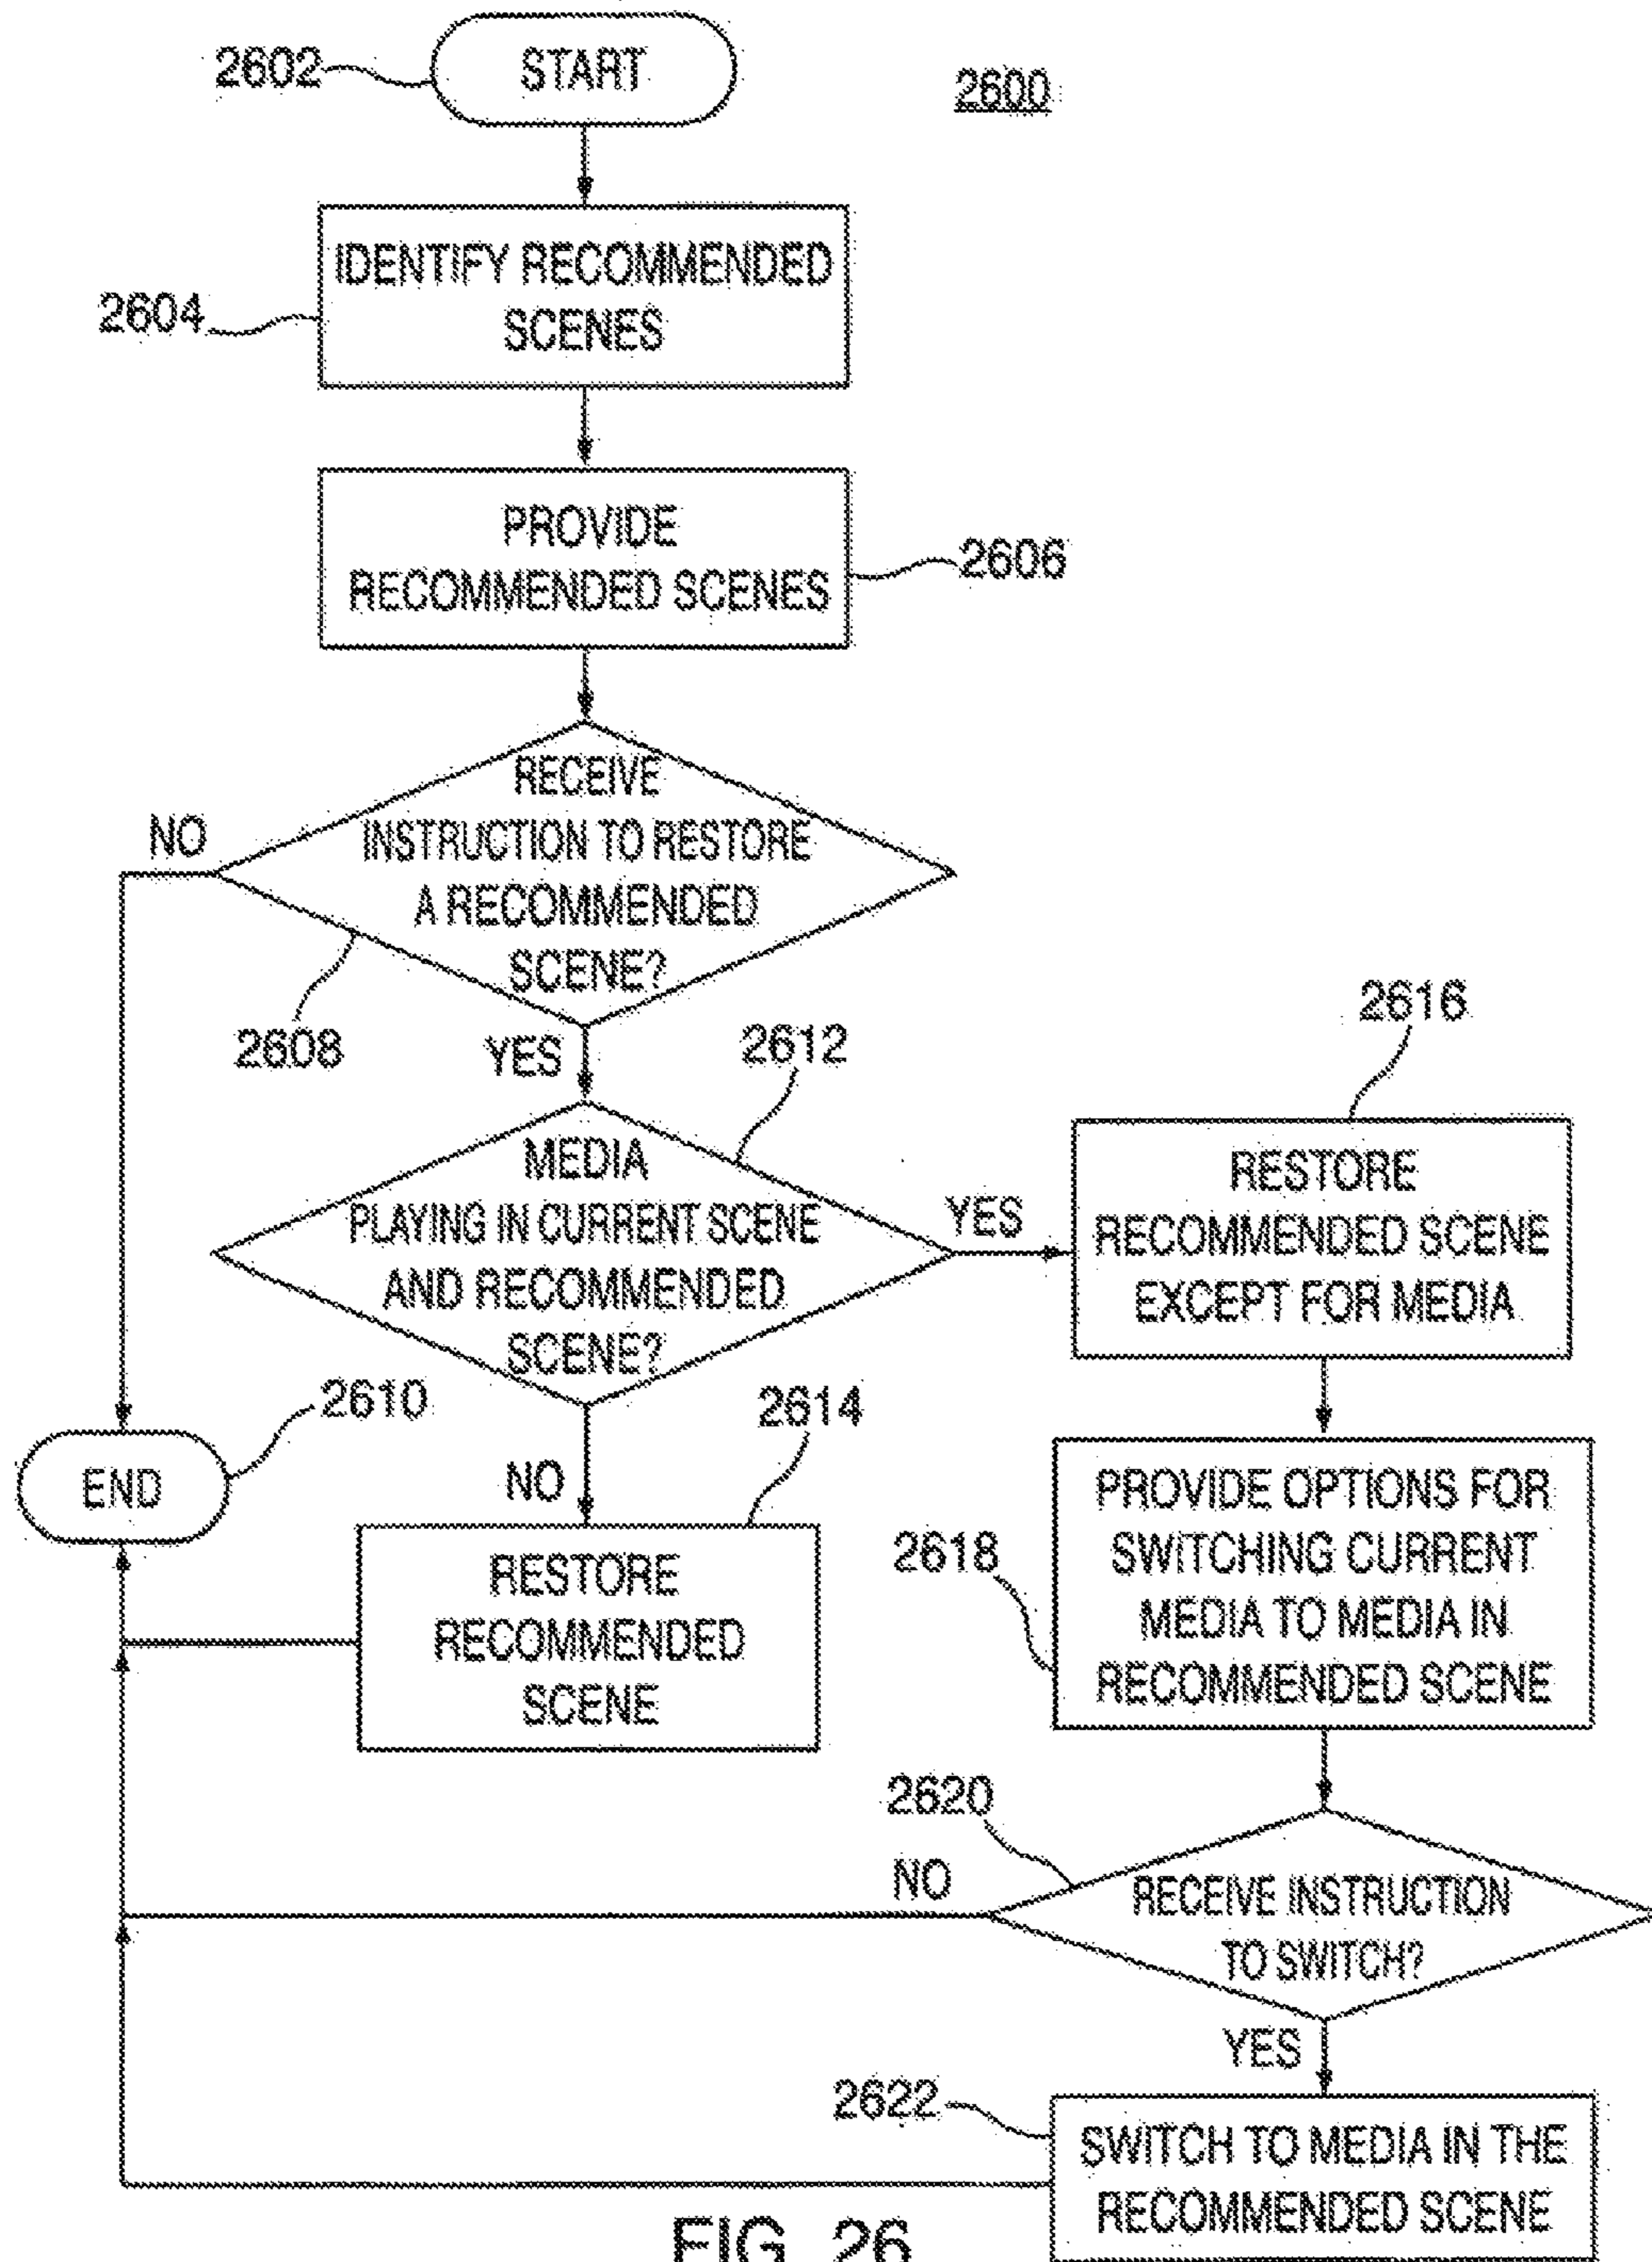 2602
START
2600
2604
IDENTIFY RECOMMENDED
SCENES
PROVIDE
RECOMMENDED SCENES
2606
RECEIVE
INSTRUCTION TO RESTORE
A RECOMMENDED
SCENE?
NO
2608
YES
2612
MEDIA
PLAYING IN CURRENT SCENE
AND RECOMMENDED
SCENE?
YES
2616
RESTORE
RECOMMENDED SCENE
EXCEPT FOR MEDIA
2610
END
NO
2614
RESTORE
RECOMMENDED
SCENE
2618
PROVIDE OPTIONS FOR
SWITCHING CURRENT
MEDIA TO MEDIA IN
RECOMMENDED SCENE
2620
NO
RECEIVE INSTRUCTION
TO SWITCH?
YES
2622
SWITCH TO MEDIA IN THE
RECOMMENDED SCENE
FIG. 26